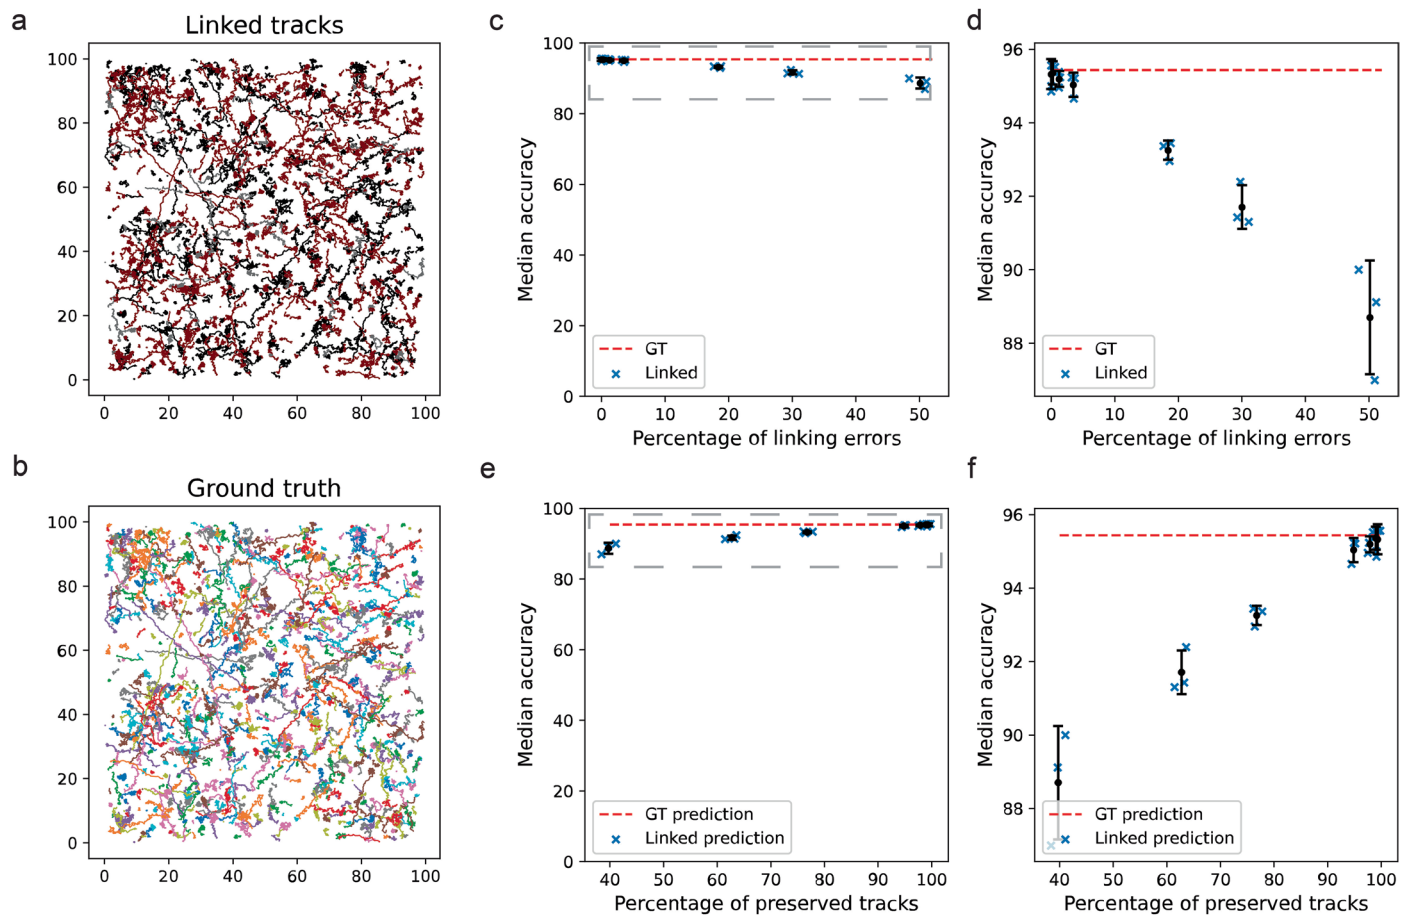 a
Linked tracks
100
80
60
40
20
0
0 20 40 60 80 100
b
Ground truth
100
80
60
40
20
0
0 20 40 60 80 100
c
Median accuracy
100
80
60
40
20
0
GT
Linked
0 10 20 30 40 50
Percentage of linking errors
d
Median accuracy
96
94
92
90
88
GT
Linked
0 10 20 30 40 50
Percentage of linking errors
e
Median accuracy
100
80
60
40
20
0
GT prediction
Linked prediction
40 50 60 70 80 90 100
Percentage of preserved tracks
f
Median accuracy
96
94
92
90
88
GT prediction
Linked prediction
40 50 60 70 80 90 100
Percentage of preserved tracks